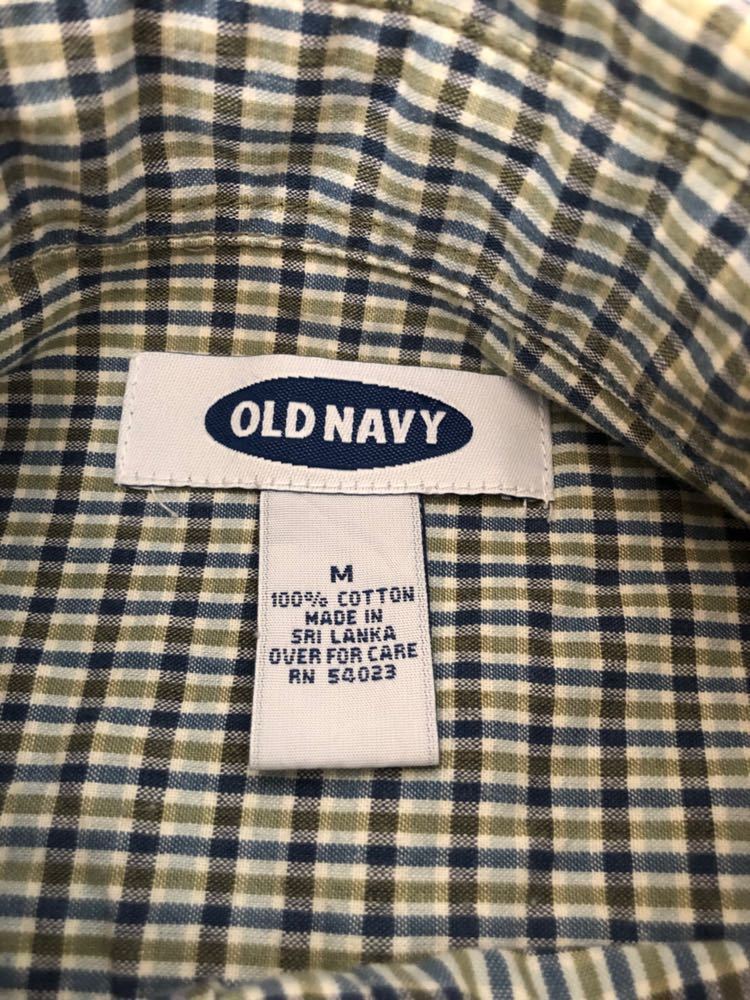 OLD NAVY
M
100% COTTON
MADE IN
SRI LANKA
OVER FOR CARE
RN 54023